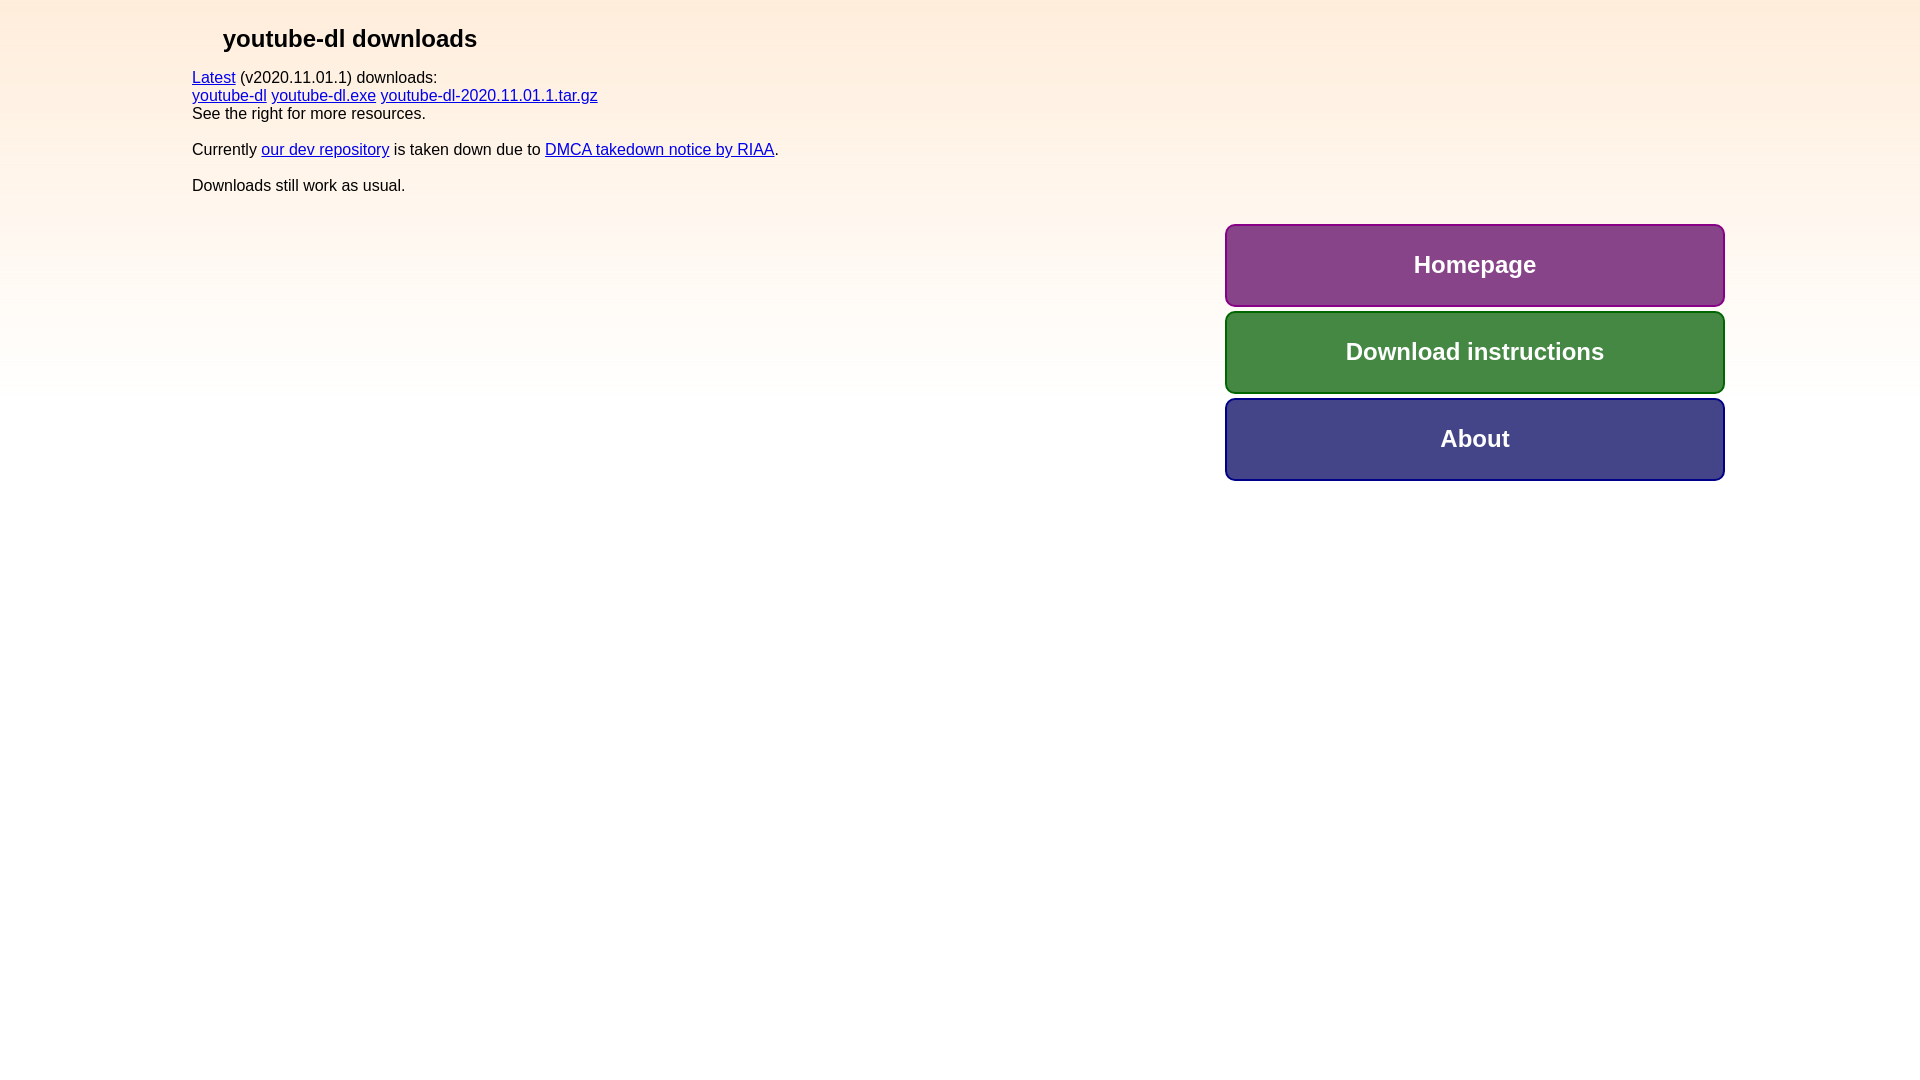 youtube-dl downloads
Latest (v2020.11.01.1) downloads:
youtube-dl youtube-dl.exe youtube-dl-2020.11.01.1.tar.gz
See the right for more resources.
Currently our dev repository is taken down due to DMCA takedown notice by RIAA.
Downloads still work as usual.
Homepage
Download instructions
About